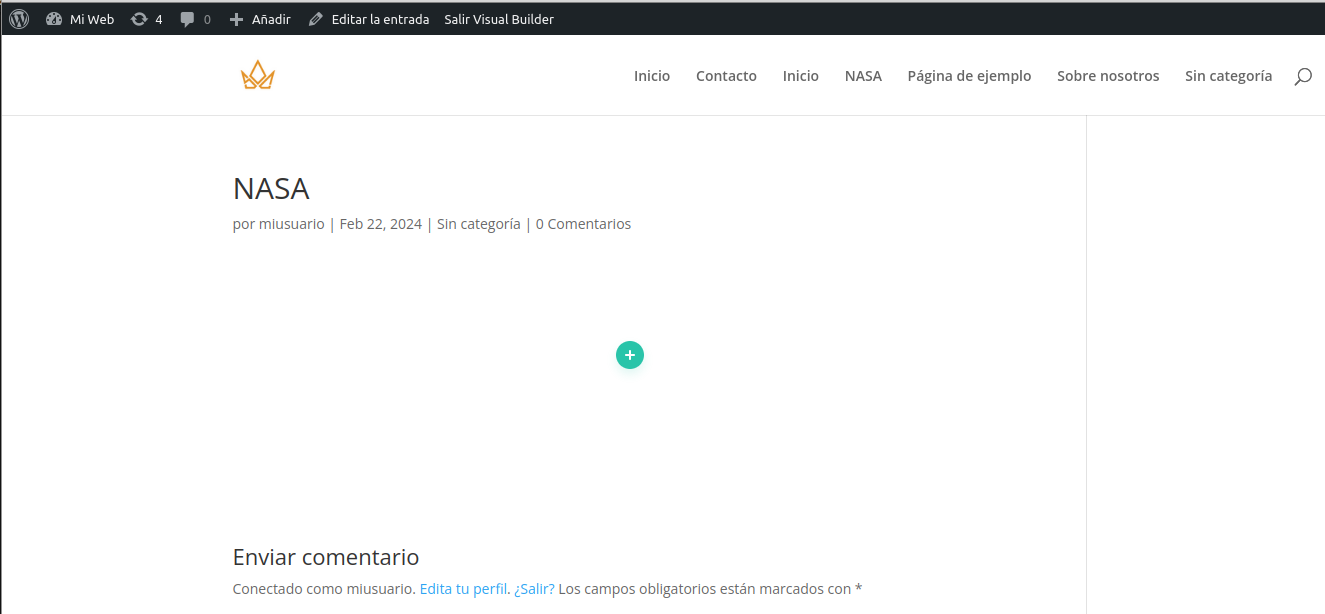 Mi Web 4 0 Añadir Editar la entrada Salir Visual Builder
Inicio Contacto Inicio NASA Página de ejemplo Sobre nosotros Sin categoría
NASA
por miusuario | Feb 22, 2024 | Sin categoría | 0 Comentarios
Enviar comentario
Conectado como miusuario. Edita tu perfil. ¿Salir? Los campos obligatorios están marcados con *